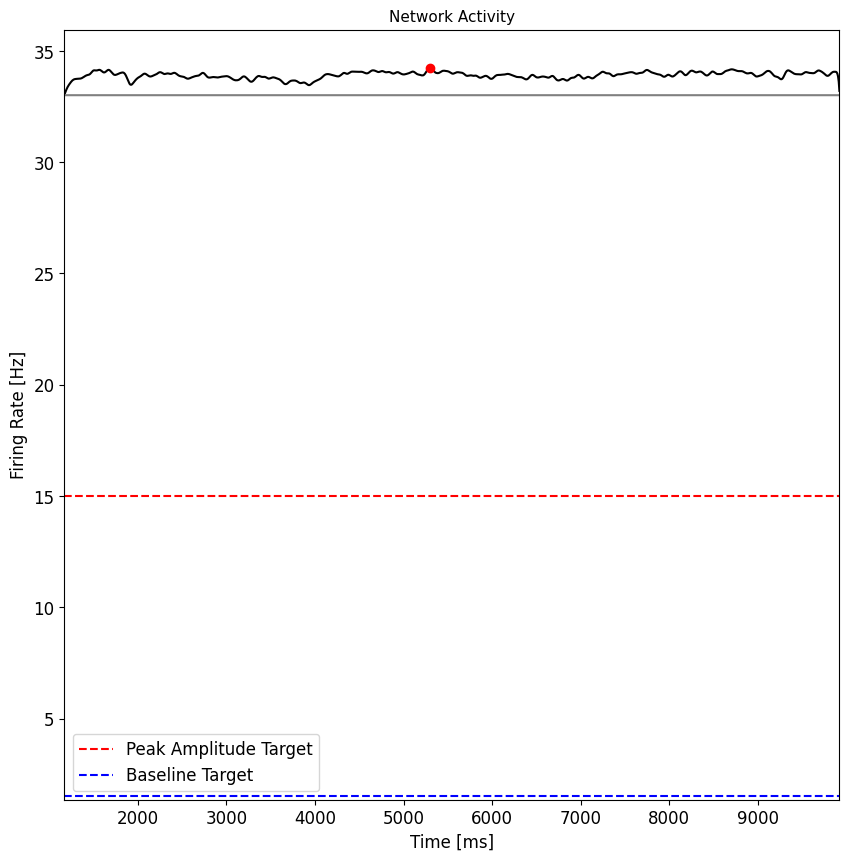 Network Activity
35
30
25
20
15
10
5
Firing Rate [Hz]
Peak Amplitude Target
Baseline Target
2000 3000 4000 5000 6000 7000 8000 9000
Time [ms]